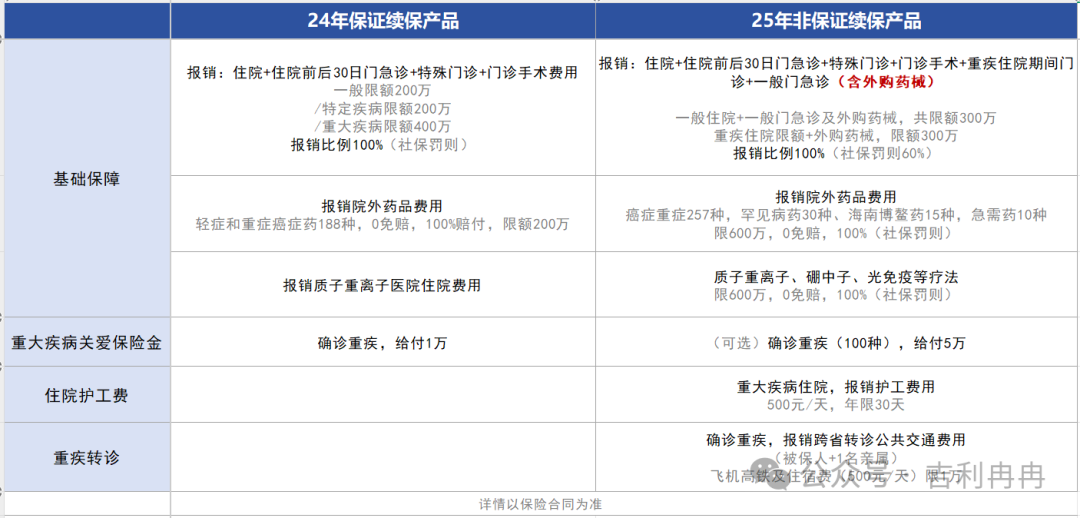 24年保证续保产品
25年非保证续保产品
基础保障
报销：住院+住院前后30日门急诊+特殊门诊+门诊手术费用
一般限额200万
/特定疾病限额200万
/重大疾病限额400万
报销比例100%（社保罚则）
报销：住院+住院前后30日门急诊+特殊门诊+门诊手术+重疾住院期间门
诊+一般门急诊（含外购药械）
一般住院+一般门急诊及外购药械，共限额300万
重疾住院限额+外购药械，限额300万
报销比例100%（社保罚则60%）
报销院外药品费用
轻症和重症癌症药188种，0免赔，100%赔付，限额200万
报销院外药品费用
癌症重症257种，罕见病药30种、海南博鳌药15种，急需药10种
限600万，0免赔，100%（社保罚则）
报销质子重离子医院住院费用
质子重离子、硼中子、光免疫等疗法
限600万，0免赔，100%（社保罚则）
重大疾病关爱保险金
确诊重疾，给付1万
（可选）确诊重疾（100种），给付5万
住院护工费
重大疾病住院，报销护工费用
500元/天，年限30天
重疾转诊
确诊重疾，报销跨省转诊公共交通费用
（被保人+1名亲属）
飞机高铁及住宿费（500元/天）限1万
公众号 · 吉利冉冉
详情以保险合同为准